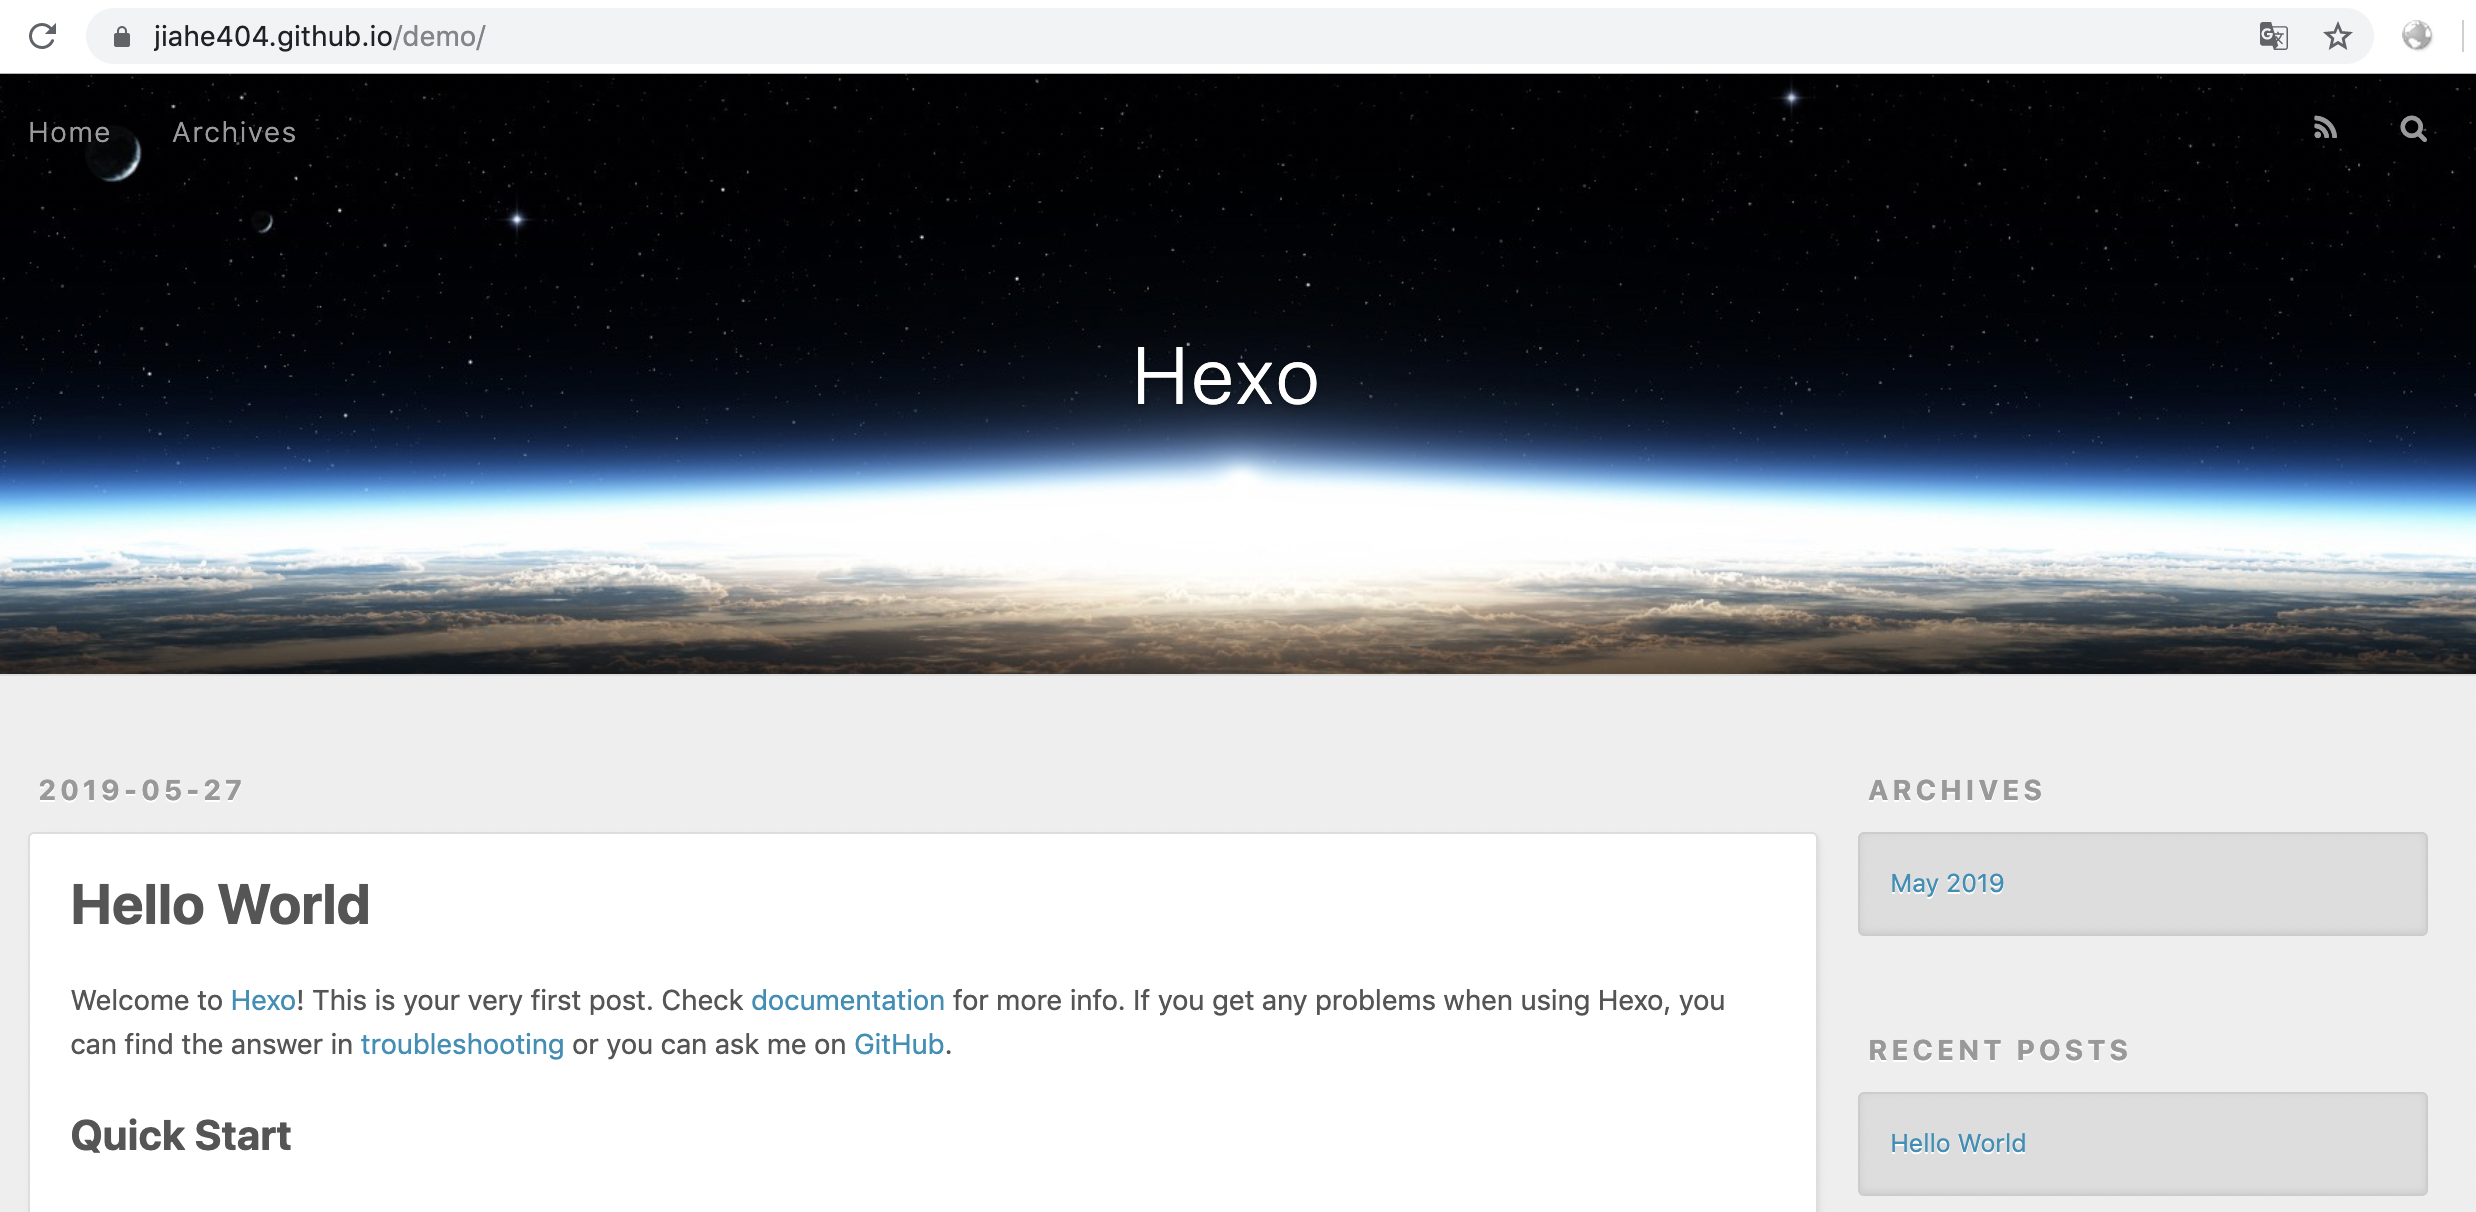 jiahe404.github.io/demo/
Home Archives
Hexo
2019-05-27
Hello World
Welcome to Hexo! This is your very first post. Check documentation for more info. If you get any problems when using Hexo, you
can find the answer in troubleshooting or you can ask me on GitHub.
Quick Start
ARCHIVES
May 2019
RECENT POSTS
Hello World